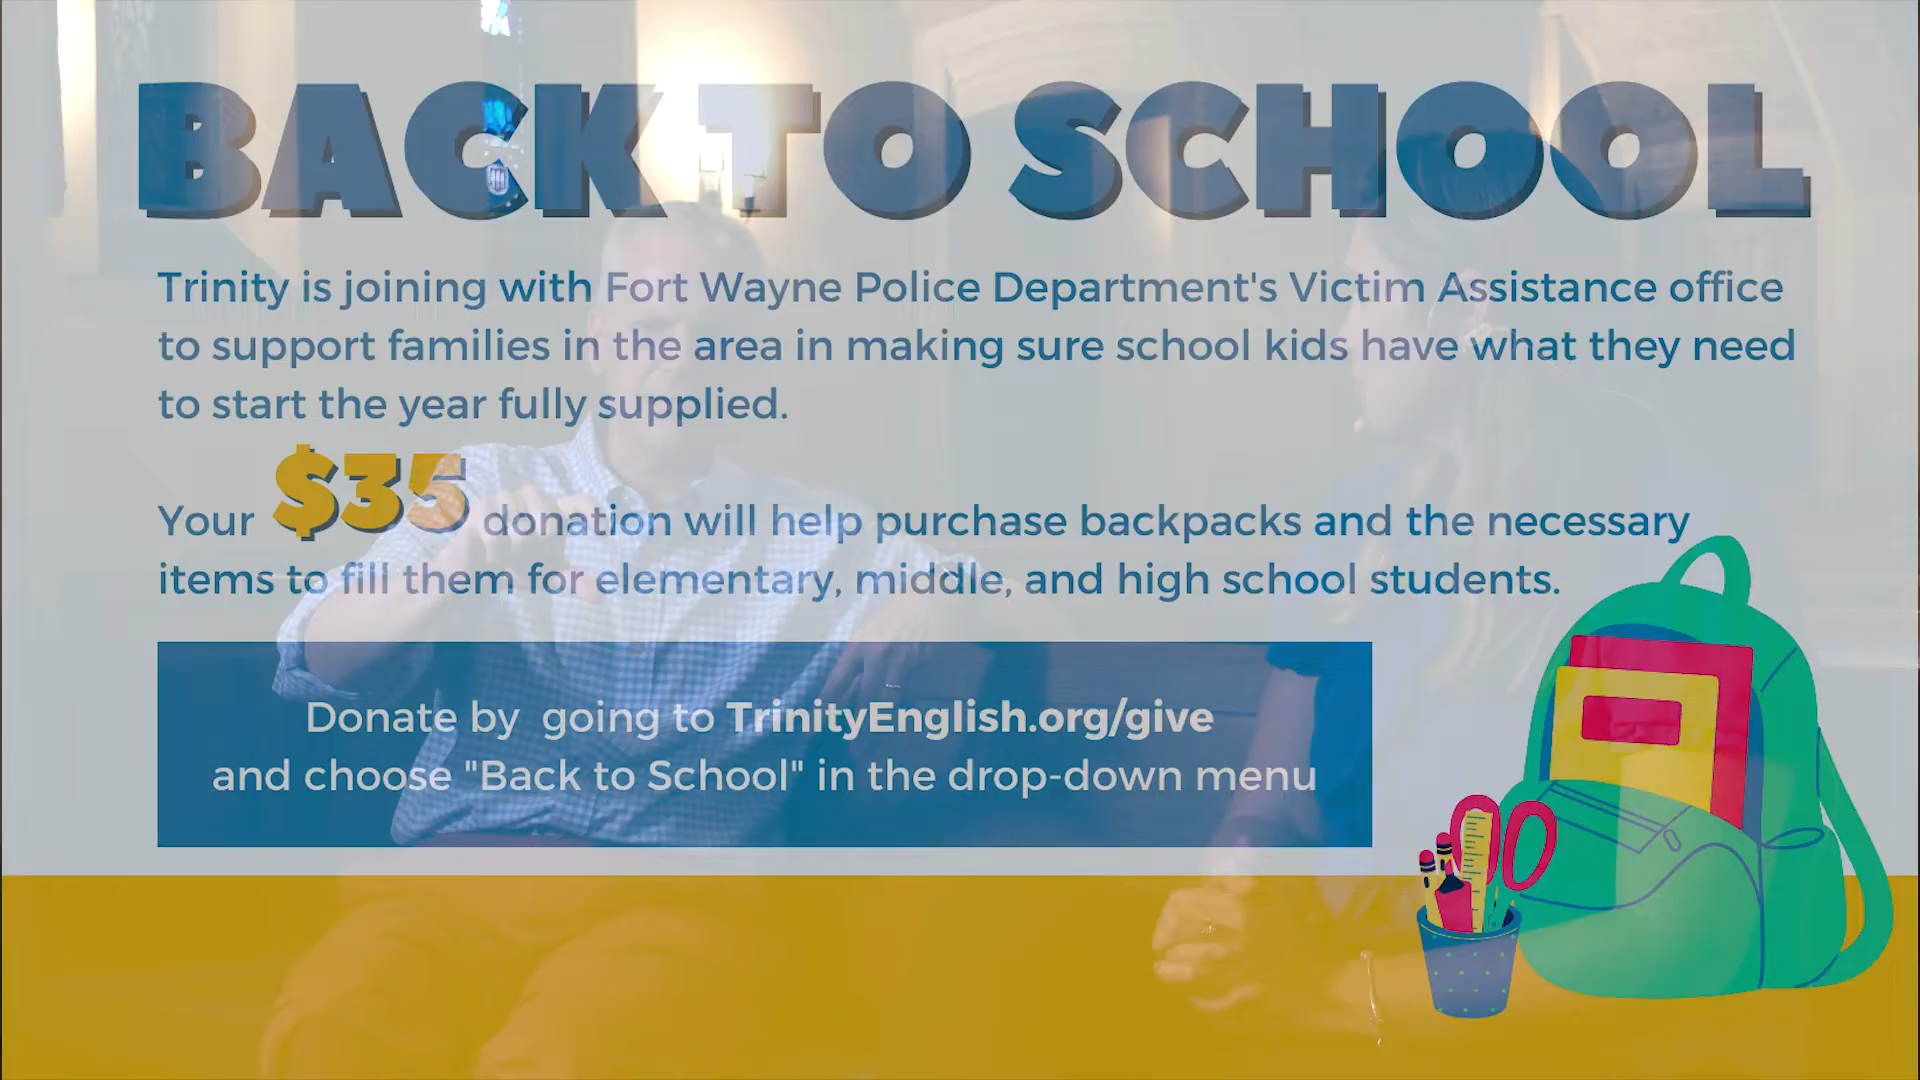 BACK TO SCHOOL
Trinity is joining with Fort Wayne Police Department's Victim Assistance office
to support families in the area in making sure school kids have what they need
to start the year fully supplied.
Your $35 donation will help purchase backpacks and the necessary
items to fill them for elementary, middle, and high school students.
Donate by going to TrinityEnglish.org/give
and choose "Back to School" in the drop-down menu